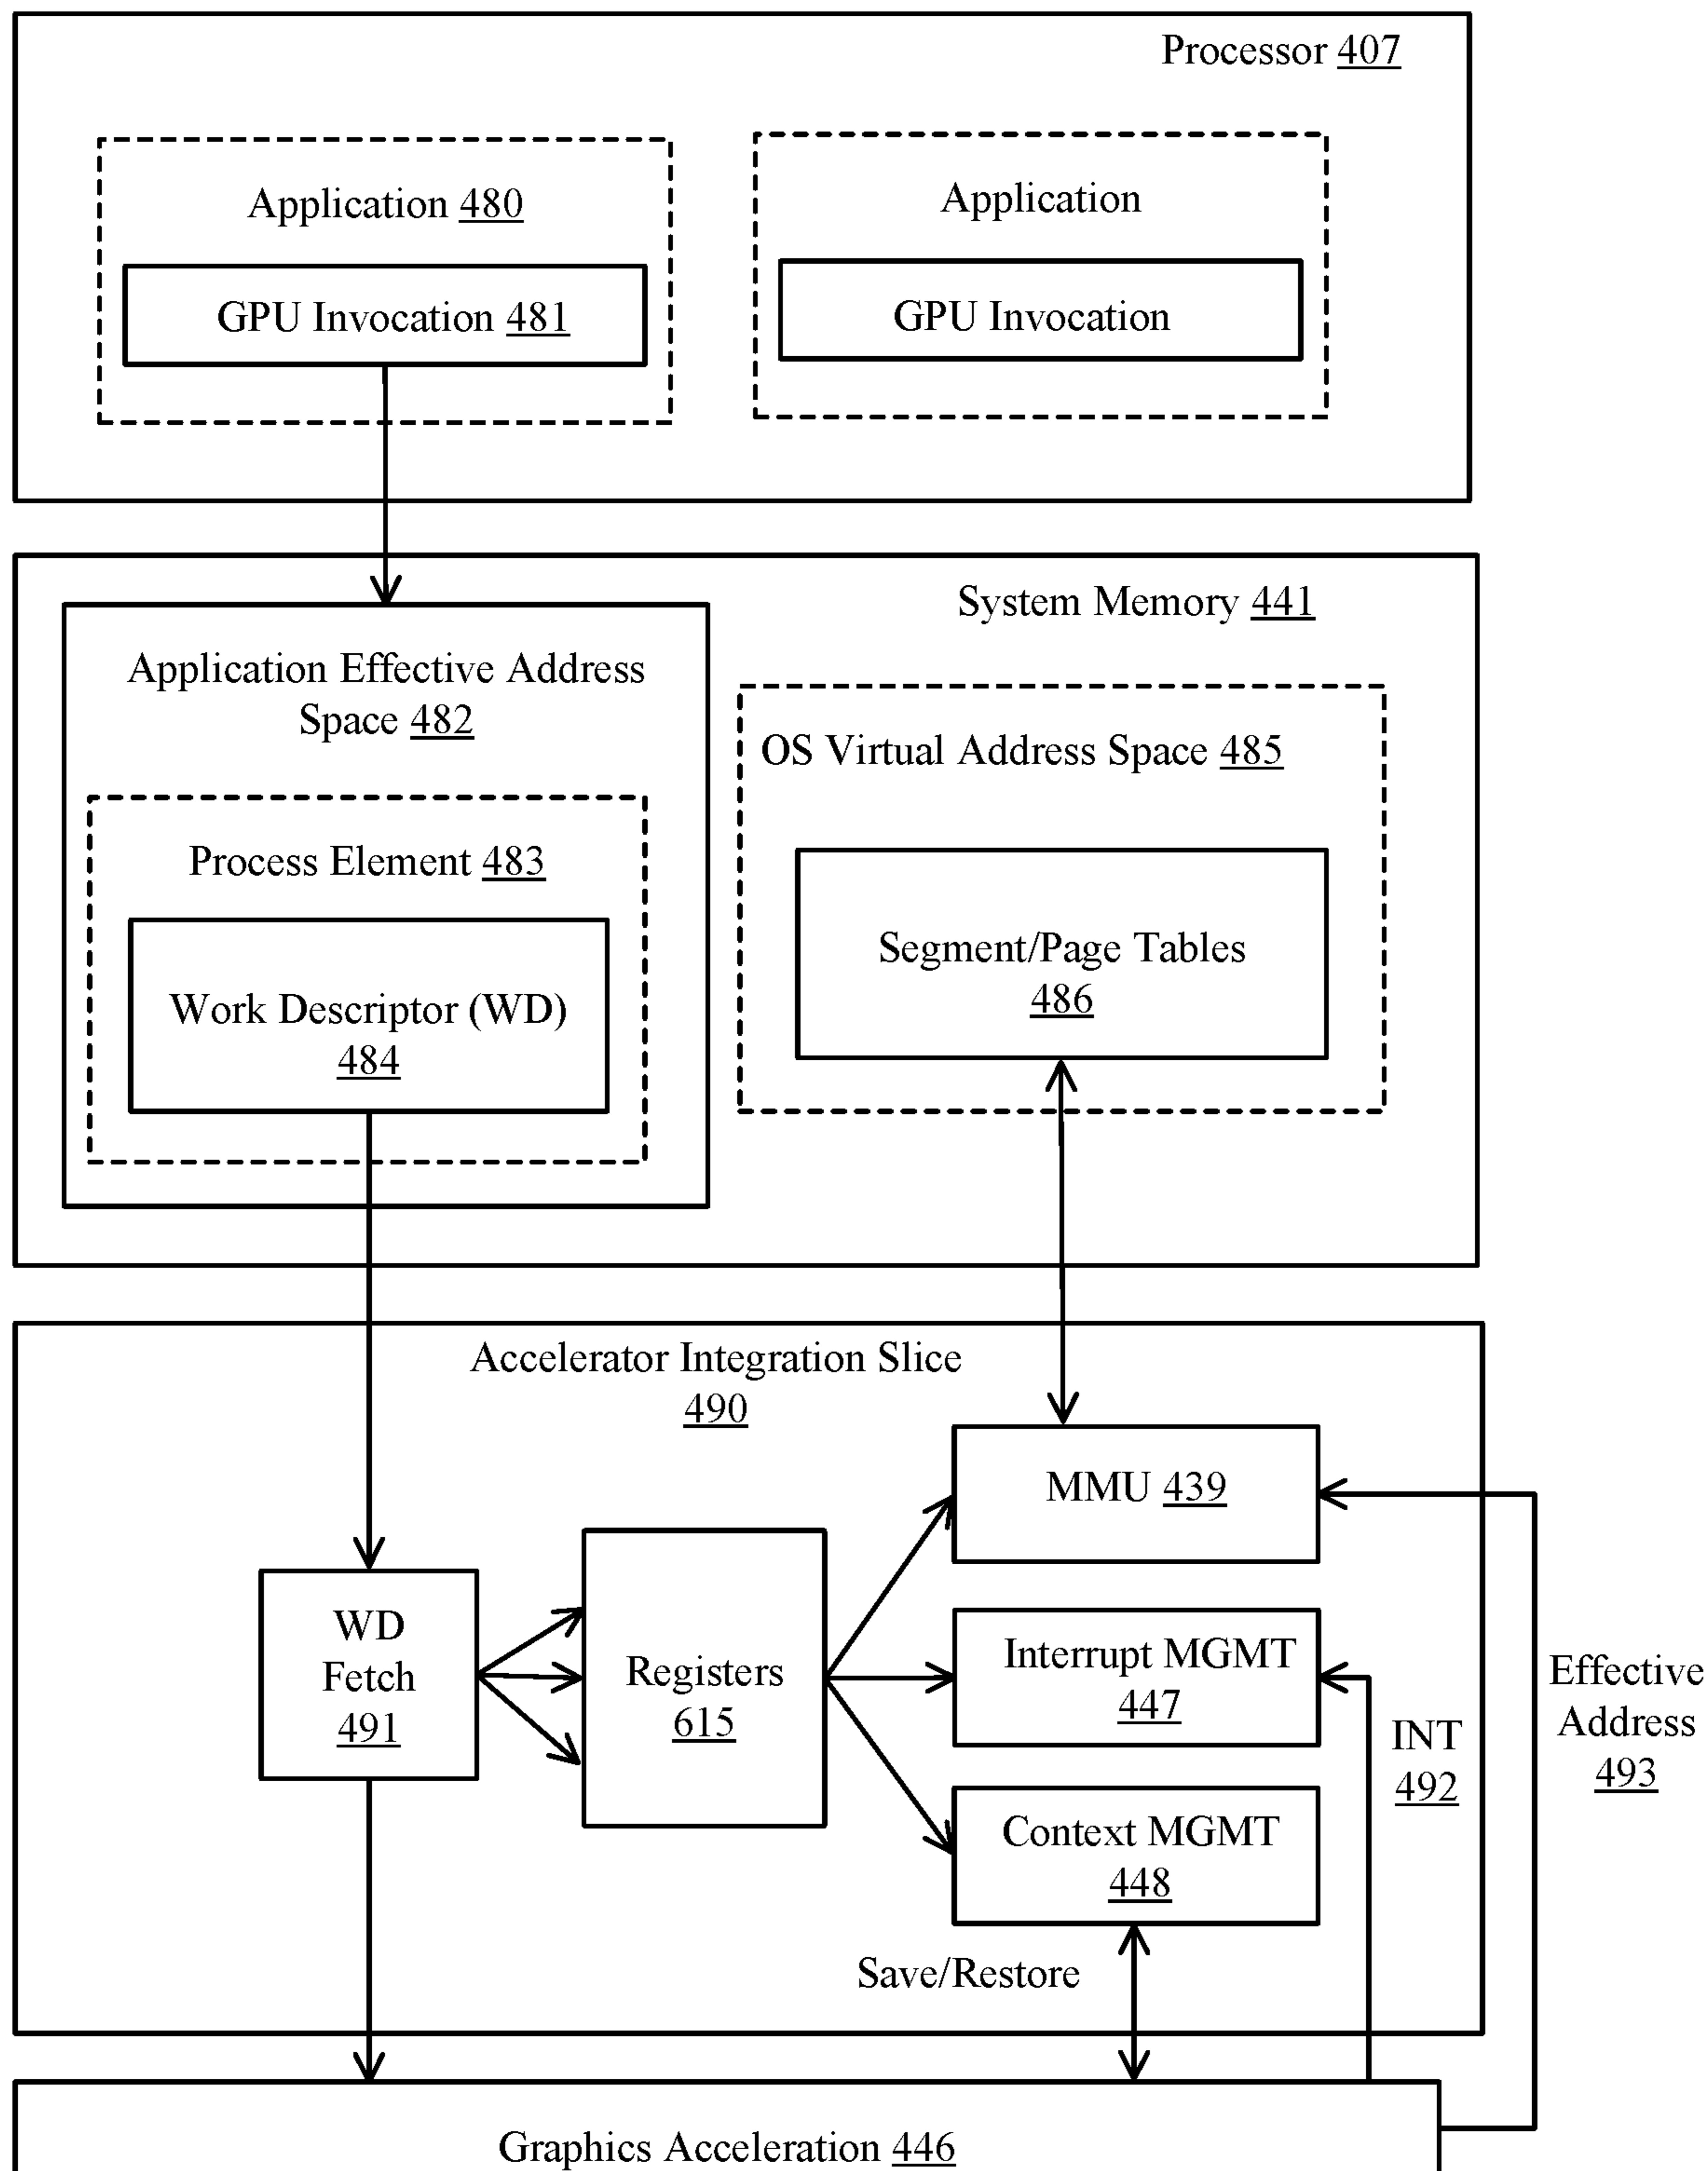 Processor 407
Application 480
GPU Invocation 481
Application
GPU Invocation
System Memory 441
Application Effective Address
Space 482
Process Element 483
Work Descriptor (WD)
484
OS Virtual Address Space 485
Segment/Page Tables
486
Accelerator Integration Slice
490
WD
Fetch
491
Registers
615
MMU 439
Interrupt MGMT
447
Context MGMT
448
Save/Restore
INT
492
Effective
Address
493
Graphics Acceleration 446